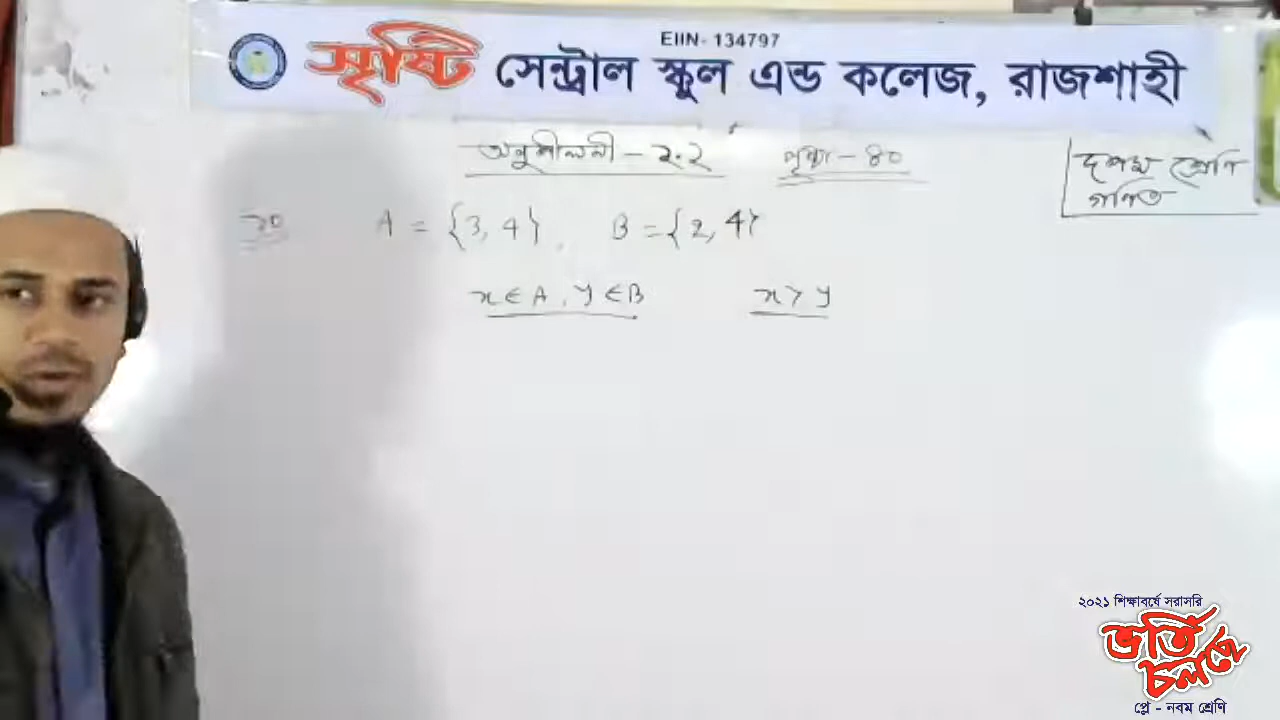 EIIN- 134797
সৃষ্টি সেন্ট্রাল স্কুল এন্ড কলেজ, রাজশাহী
অনুশীলনী - ২.২ পৃষ্ঠা - ৪০
দশম শ্রেণি
গণিত
১০ A = {3, 4}, B = {2, 4}
x ∈ A, y ∈ B x > y
২০২১ শিক্ষাবর্ষে সরাসরি
ভর্তি
চলছে
প্লে - নবম শ্রেণি